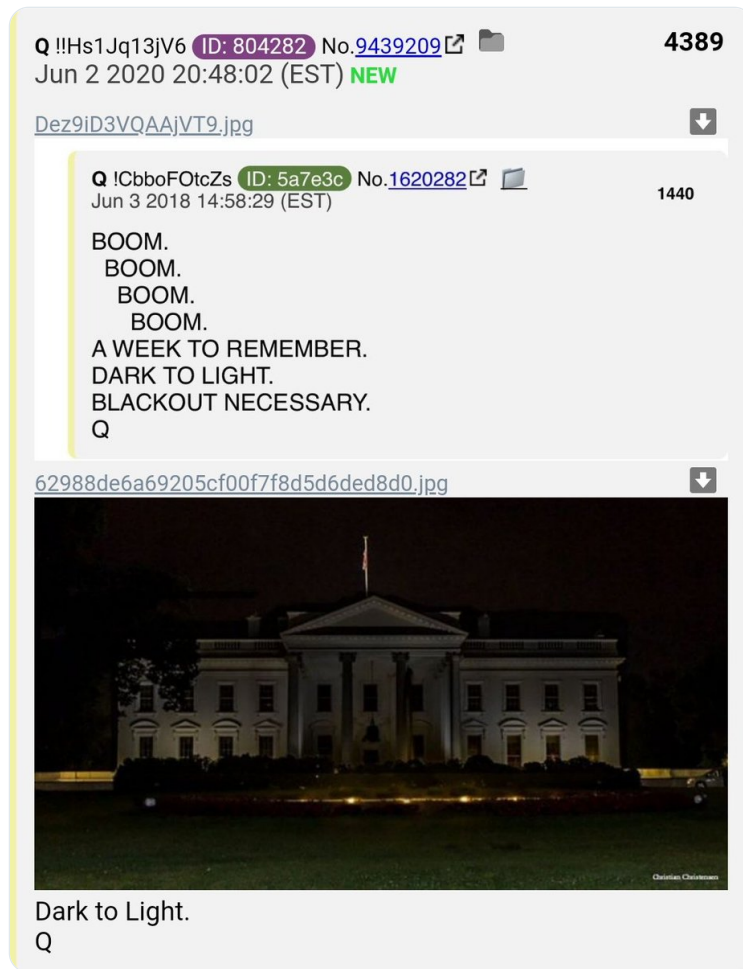 Q !!Hs1Jq13jV6 ID: 804282 No.9439209 4389
Jun 2 2020 20:48:02 (EST) NEW
Dez9iD3VQAAjVT9.jpg
Q !CbboFOtcZs ID: 5a7e3c No.1620282 1440
Jun 3 2018 14:58:29 (EST)
BOOM.
BOOM.
BOOM.
BOOM.
A WEEK TO REMEMBER.
DARK TO LIGHT.
BLACKOUT NECESSARY.
Q
62988de6a69205cf00f7f8d5d6ded8d0.jpg
Christian Christensen
Dark to Light.
Q